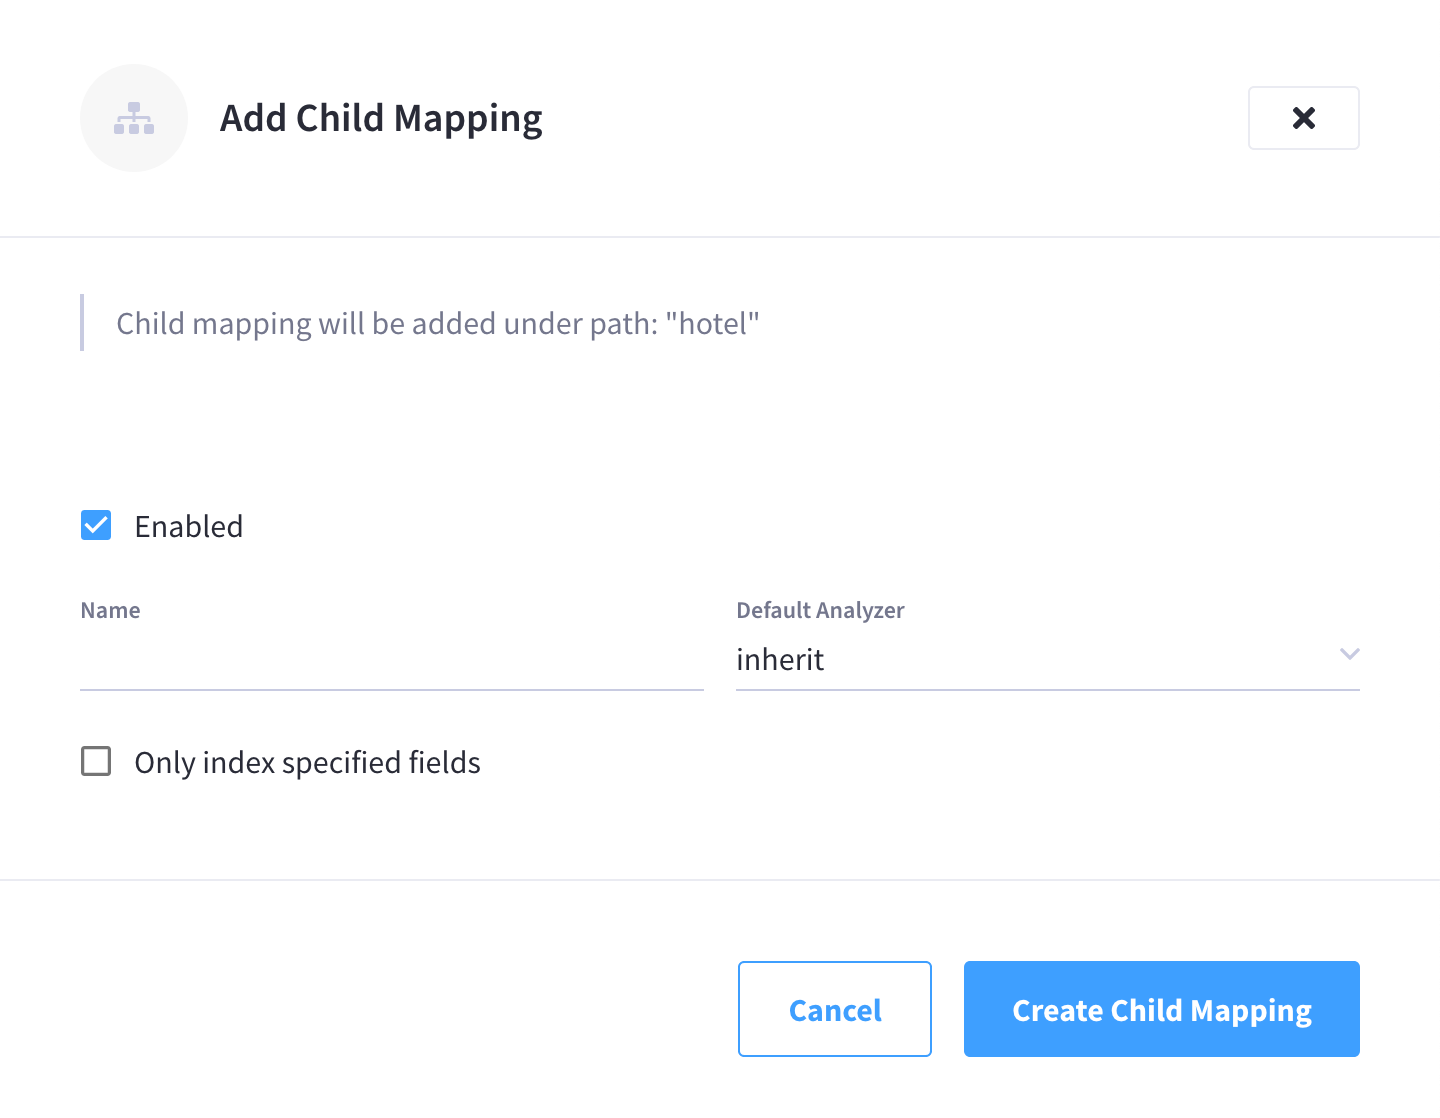 Add Child Mapping
Child mapping will be added under path: "hotel"
Enabled
Name
Default Analyzer
inherit
Only index specified fields
Cancel
Create Child Mapping